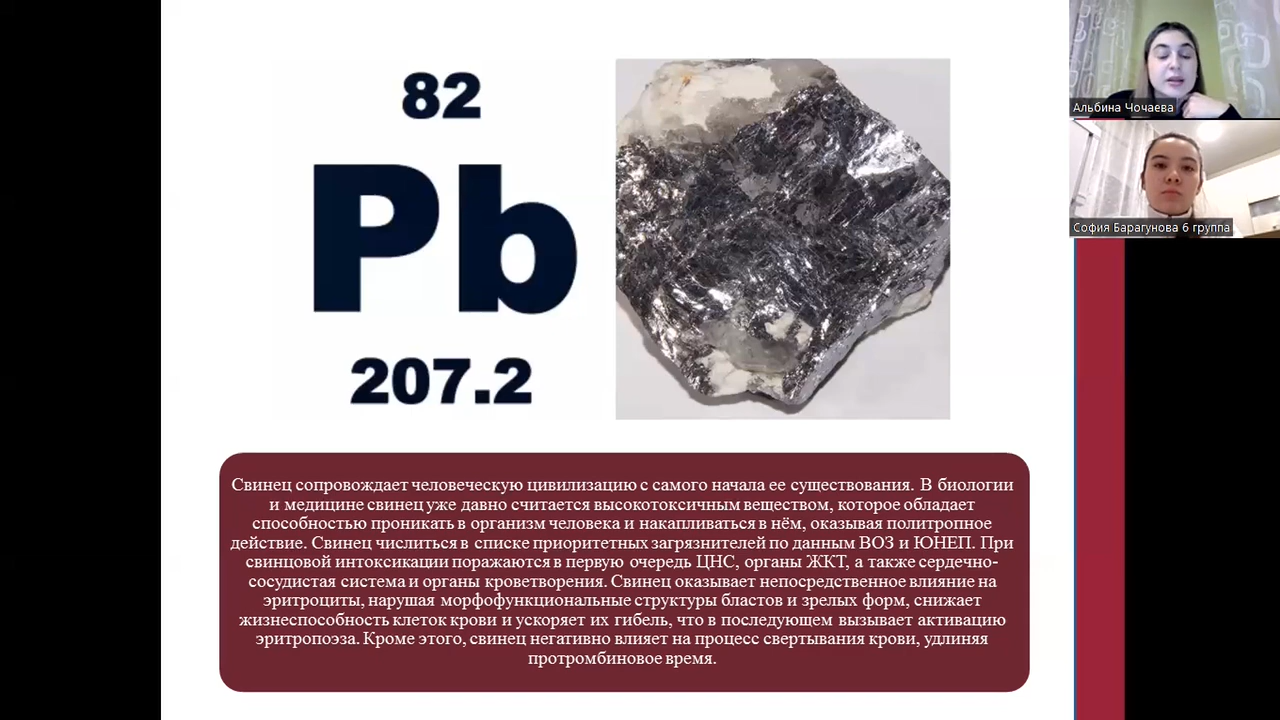 82
Pb
207.2
Свинец сопровождает человеческую цивилизацию с самого начала ее существования. В биологии
и медицине свинец уже давно считается высокотоксичным веществом, которое обладает
способностью проникать в организм человека и накапливаться в нём, оказывая политропное
действие. Свинец числиться в списке приоритетных загрязнителей по данным ВОЗ и ЮНЕП. При
свинцовой интоксикации поражаются в первую очередь ЦНС, органы ЖКТ, а также сердечно-
сосудистая система и органы кроветворения. Свинец оказывает непосредственное влияние на
эритроциты, нарушая морфофункциональные структуры бластов и зрелых форм, снижает
жизнеспособность клеток крови и ускоряет их гибель, что в последующем вызывает активацию
эритропоэза. Кроме этого, свинец негативно влияет на процесс свертывания крови, удлиняя
протромбиновое время.
Альбина Чочаева
София Барагунова 6 группа